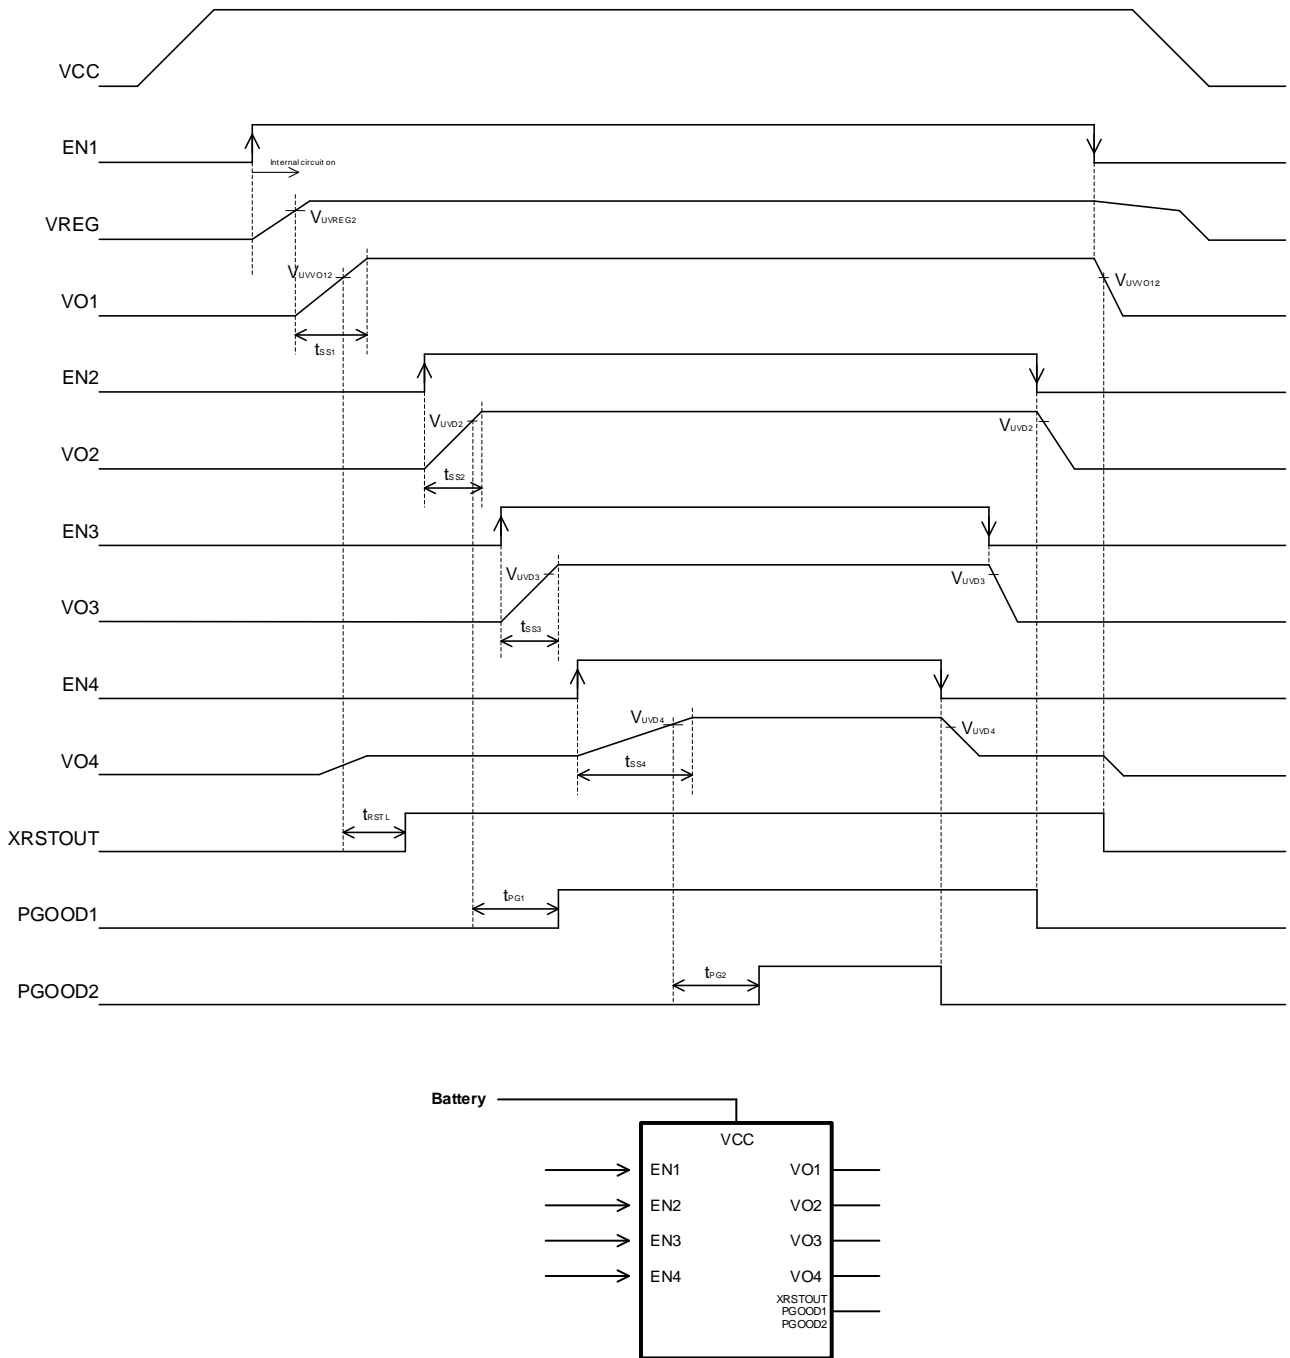 VCC
EN1
Internal circuit on
VREG
VUVREG2
VUVVO12
VUVVO12
VO1
tSS1
EN2
VUVD2
VUVD2
VO2
tSS2
EN3
VUVD3
VUVD3
VO3
tSS3
EN4
VUVD4
VUVD4
VO4
tSS4
tRSTL
XRSTOUT
tPG1
PGOOD1
tPG2
PGOOD2
Battery
VCC
EN1 VO1
EN2 VO2
EN3 VO3
EN4 VO4
XRSTOUT
PGOOD1
PGOOD2